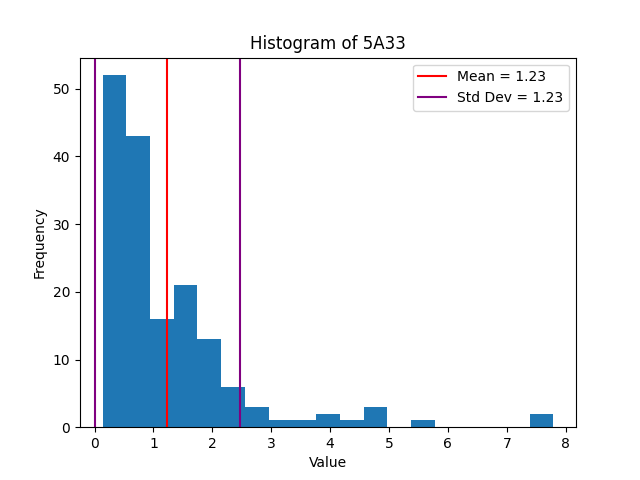 Histogram of 5A33
Mean = 1.23
Std Dev = 1.23
Frequency
50
40
30
20
10
0
0 1 2 3 4 5 6 7 8
Value